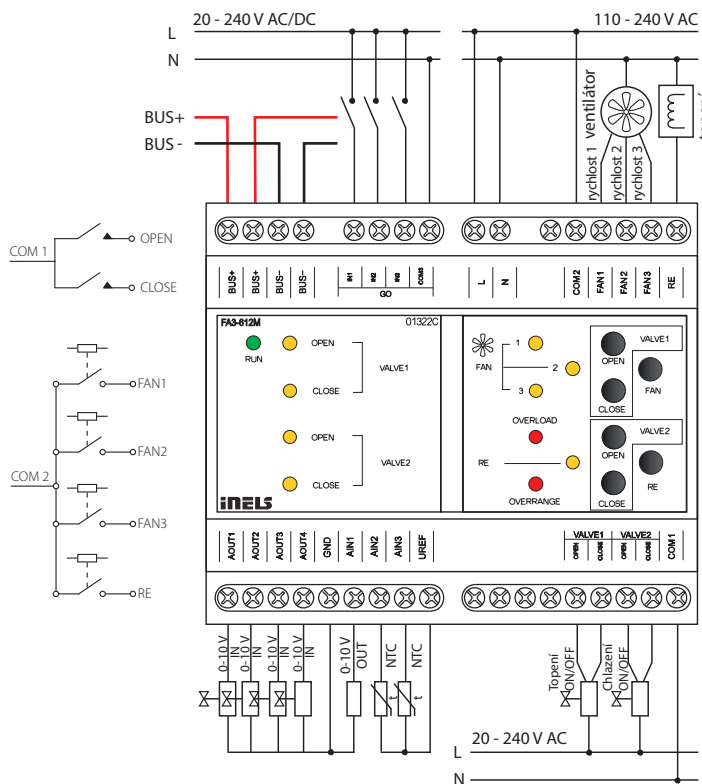 20 - 240 V AC/DC
110 - 240 V AC
L
N
BUS+
BUS -
ventilátor
rychlost 1
rychlost 2
rychlost 3
COM 1
OPEN
CLOSE
BUS+ BUS+ BUS- BUS- IN1 IN2 IN3 COM3 L N COM2 FAN1 FAN2 FAN3 RE
GO
FA3-612M
01322C
RUN
OPEN
CLOSE
VALVE1
OPEN
CLOSE
VALVE2
iNELS
FAN
1
2
3
OVERLOAD
RE
OVERRANGE
VALVE1
OPEN
CLOSE
FAN
VALVE2
OPEN
CLOSE
RE
FAN1
FAN2
COM 2
FAN3
RE
AOUT1 AOUT2 AOUT3 AOUT4 GND AIN1 AIN2 AIN3 UREF
VALVE1 VALVE2
OPEN CLOSE OPEN CLOSE COM1
0-10 V
IN
0-10 V
IN
0-10 V
IN
0-10 V
IN
0-10 V
OUT
NTC
NTC
t
t
Topení
ON/OFF
Chlazení
ON/OFF
20 - 240 V AC
L
N